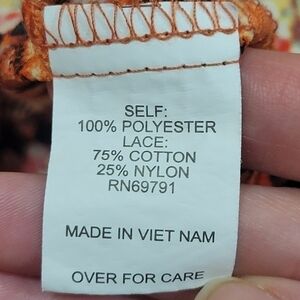 SELF:
100% POLYESTER
LACE:
75% COTTON
25% NYLON
RN69791
MADE IN VIET NAM
OVER FOR CARE